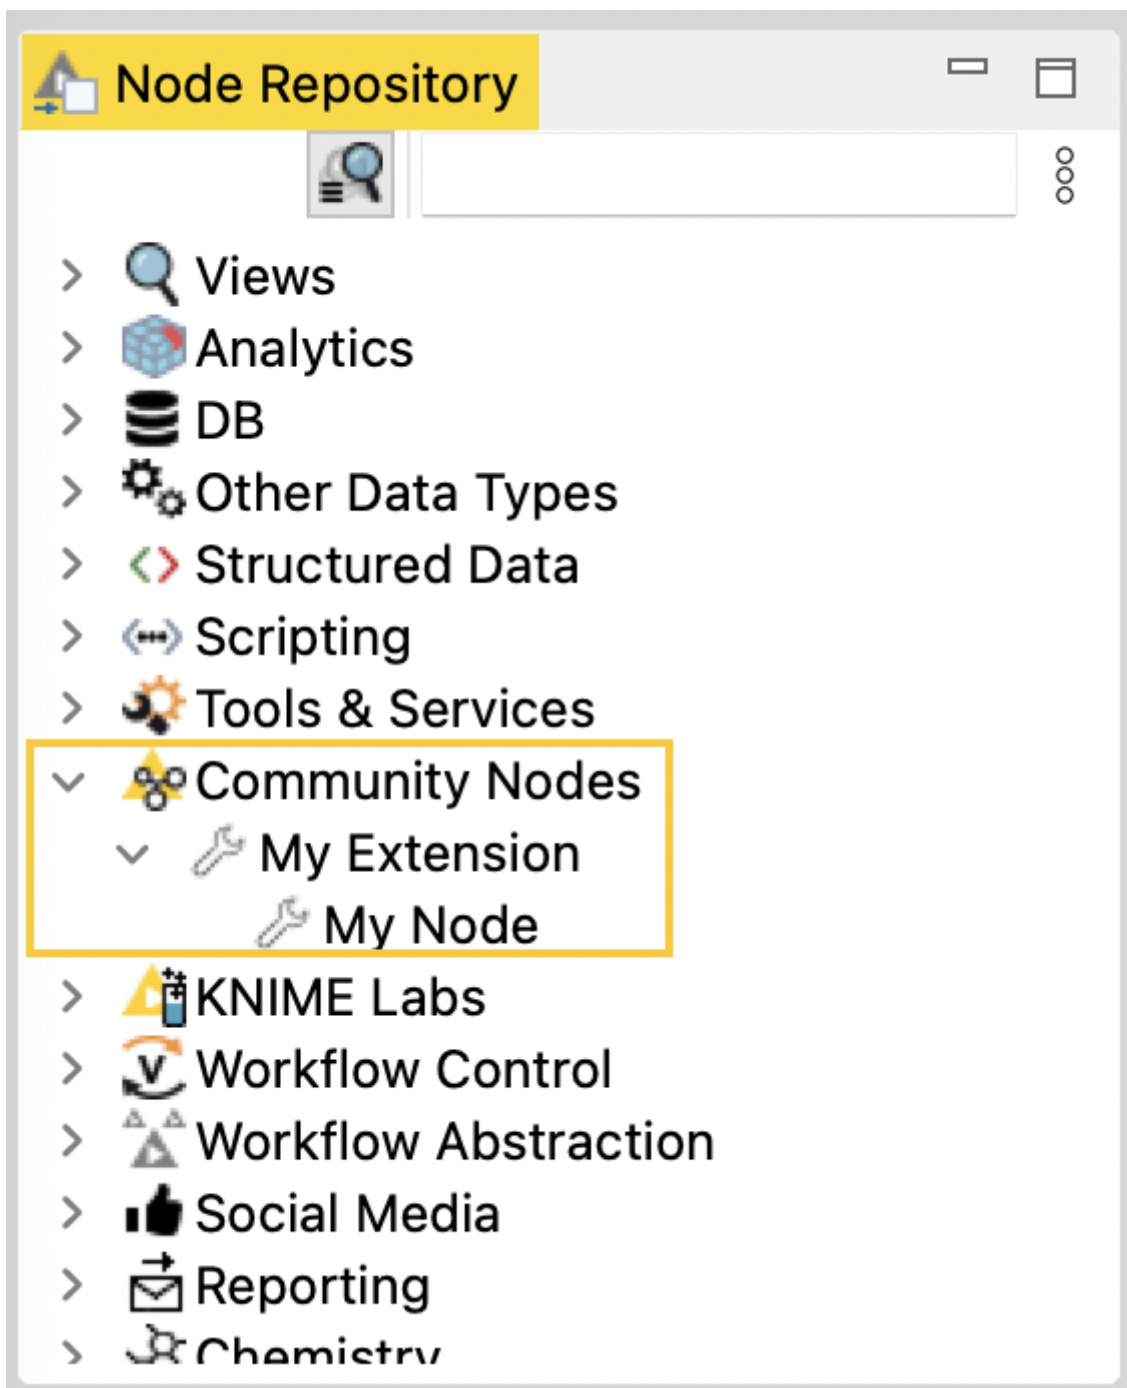 Node Repository
Views
Analytics
DB
Other Data Types
Structured Data
Scripting
Tools & Services
Community Nodes
My Extension
My Node
KNIME Labs
Workflow Control
Workflow Abstraction
Social Media
Reporting
Chemistry